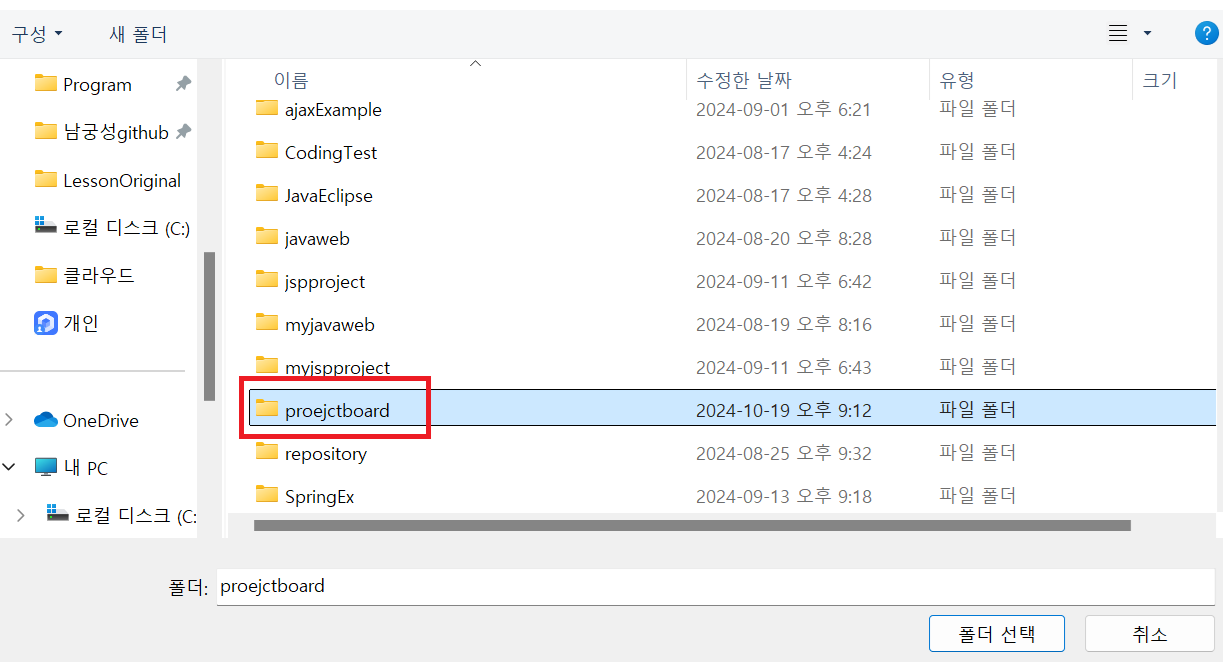 구성 새 폴더 ?
Program
남궁성github
LessonOriginal
로컬 디스크 (C:)
클라우드
개인
OneDrive
내 PC
로컬 디스크 (C:
이름 수정한 날짜 유형 크기
ajaxExample 2024-09-01 오후 6:21 파일 폴더
CodingTest 2024-08-17 오후 4:24 파일 폴더
JavaEclipse 2024-08-17 오후 4:28 파일 폴더
javaweb 2024-08-20 오후 8:28 파일 폴더
jspproject 2024-09-11 오후 6:42 파일 폴더
myjavaweb 2024-08-19 오후 8:16 파일 폴더
myjspproject 2024-09-11 오후 6:43 파일 폴더
proejctboard 2024-10-19 오후 9:12 파일 폴더
repository 2024-08-25 오후 9:32 파일 폴더
SpringEx 2024-09-13 오후 9:18 파일 폴더
폴더: proejctboard
폴더 선택 취소